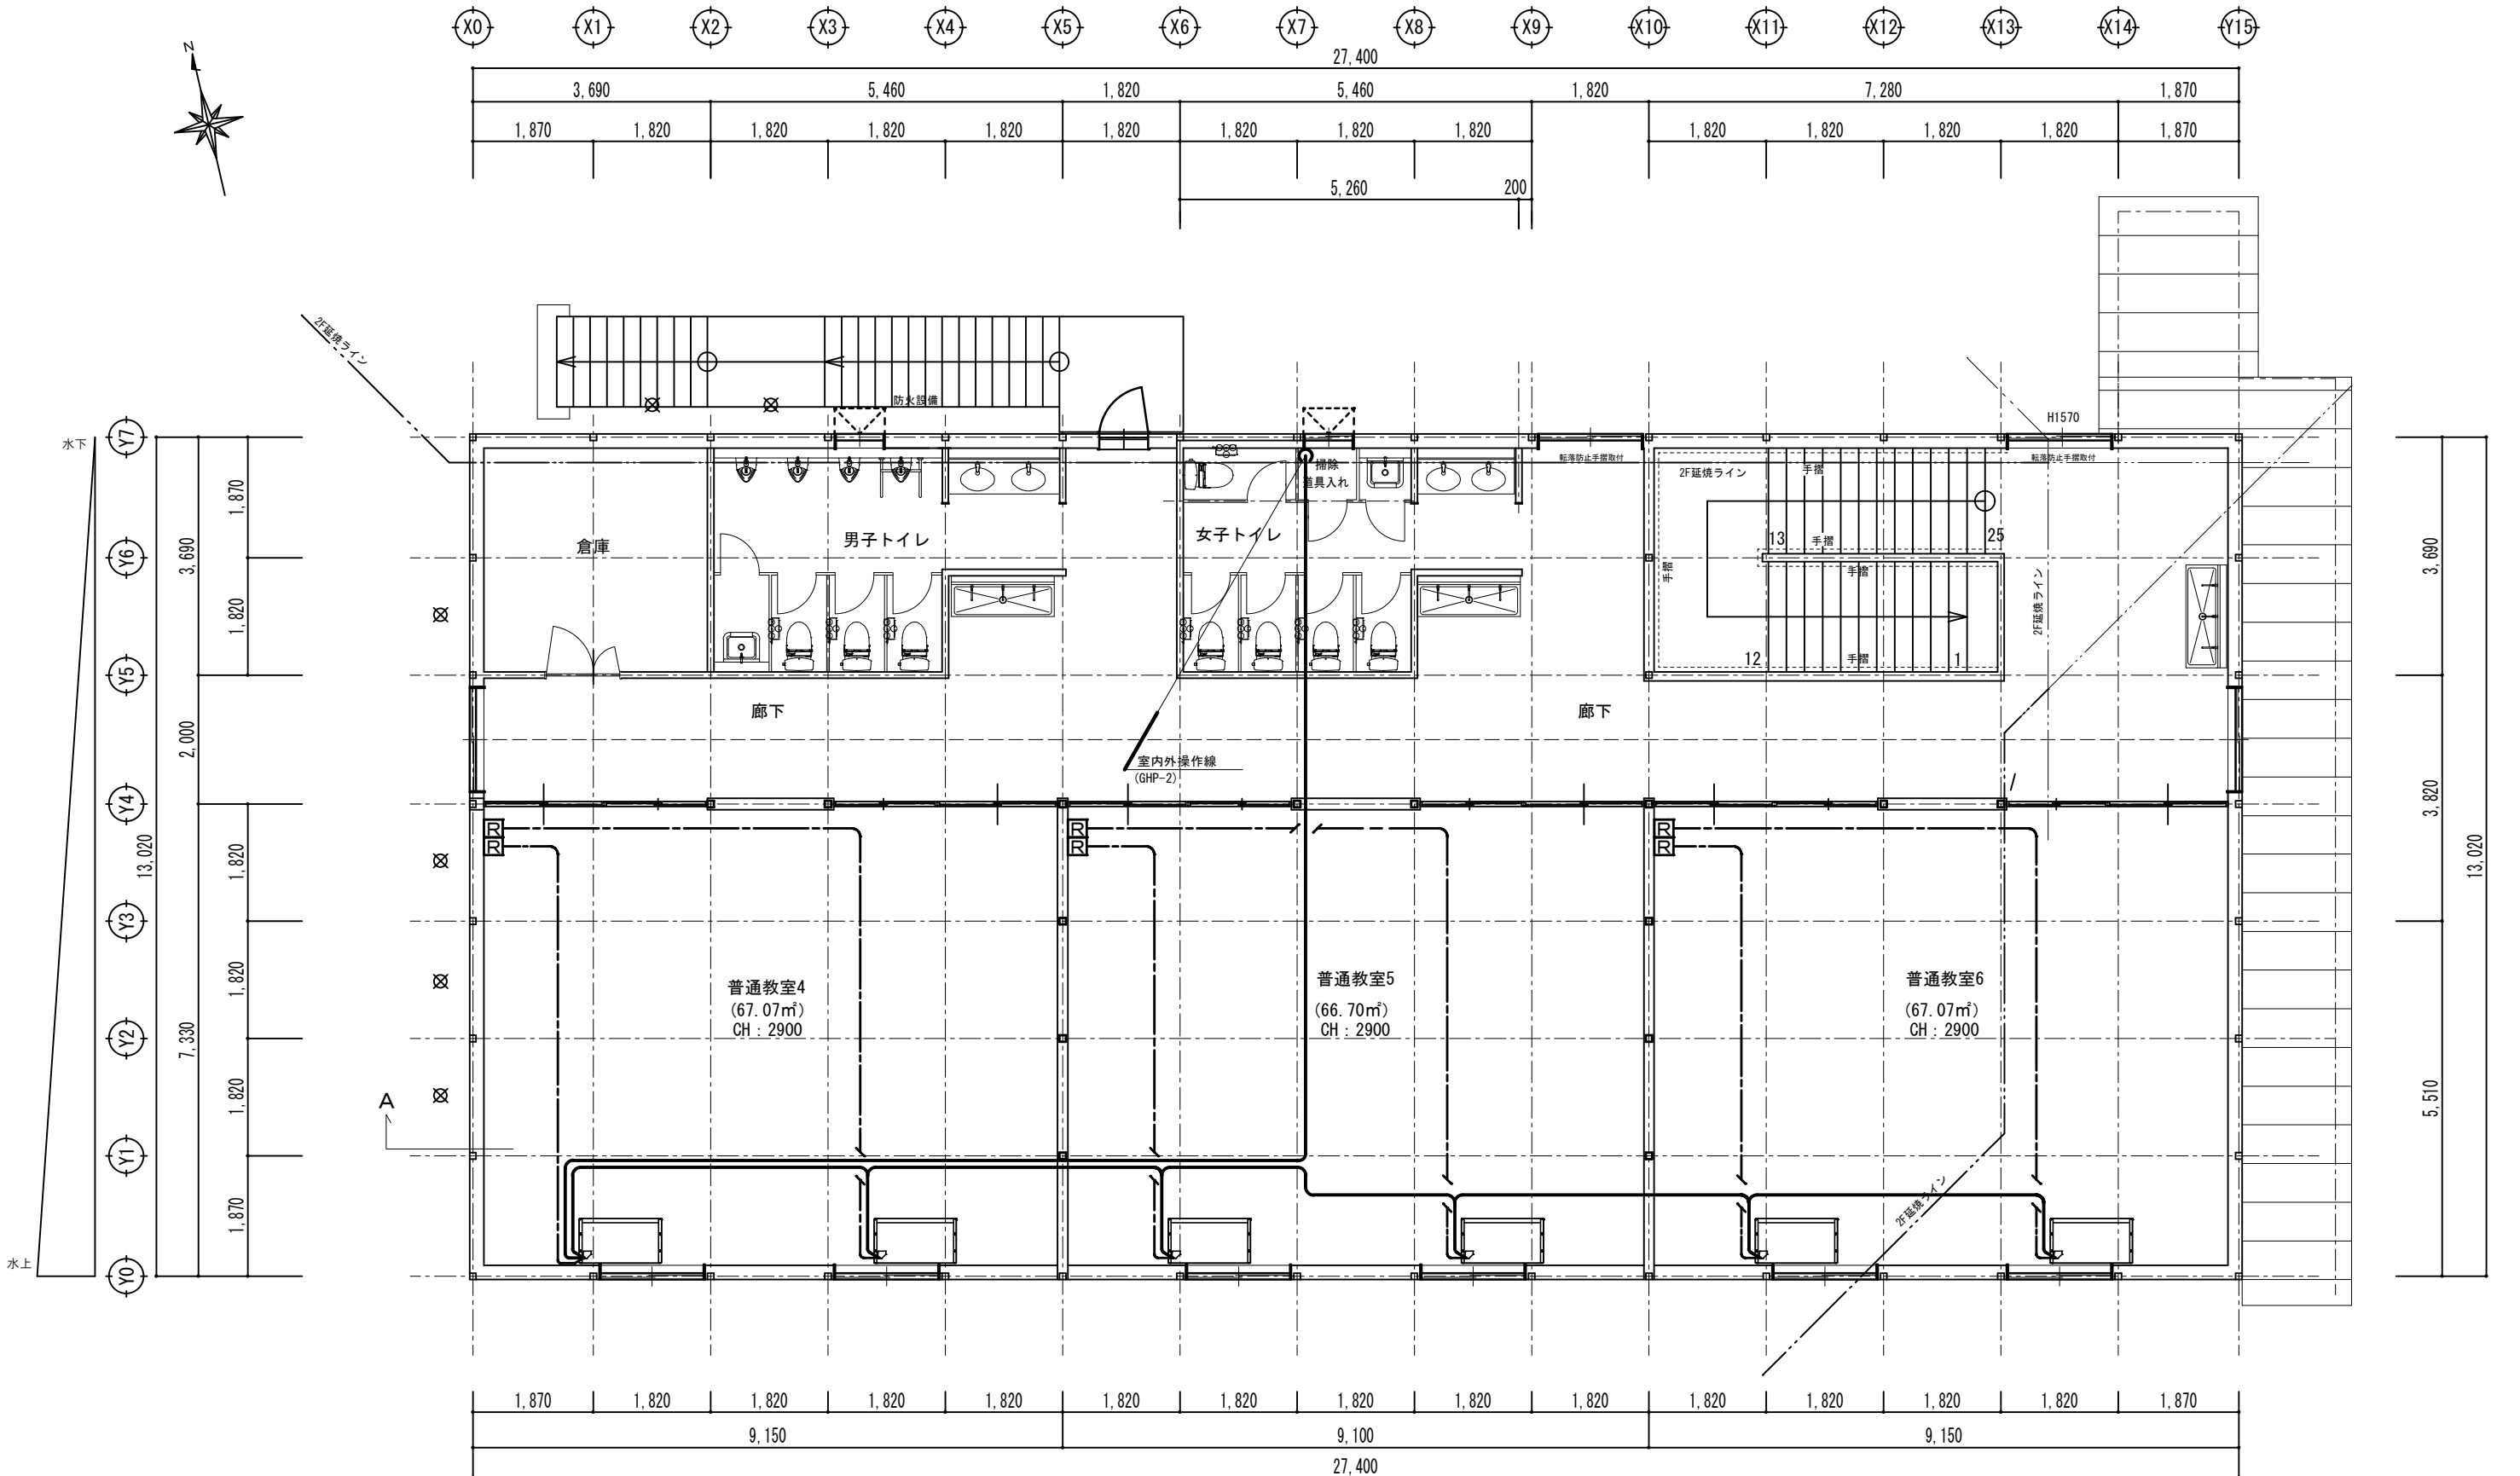 X0 X1 X2 X3 X4 X5 X6 X7 X8 X9 X10 X11 X12 X13 X14 Y15
N
27,400
3,690 5,460 1,820 5,460 1,820 7,280 1,870
1,870 1,820 1,820 1,820 1,820 1,820 1,820 1,820 1,820 1,820 1,820 1,820 1,820 1,870
5,260 200
2F延焼ライン
防火設備
H1570
水下
Y7
掃除
道具入れ
転落防止手摺取付
転落防止手摺取付
2F延焼ライン
手摺
1,870
倉庫
男子トイレ
女子トイレ
13
手摺
25
Y6
3,690
3,690
手摺
手摺
2F延焼ライン
1,820
12
手摺
1
Y5
廊下
廊下
2,000
室内外操作線
(GHP-2)
Y4
3,820
R
R
R
R
R
R
13,020
1,820
13,020
Y3
1,820
普通教室4
(67.07㎡)
CH:2900
普通教室5
(66.70㎡)
CH:2900
普通教室6
(67.07㎡)
CH:2900
Y2
7,330
1,820
5,510
A
Y1
1,870
2F延焼ライン
水上
Y0
1,870 1,820 1,820 1,820 1,820 1,820 1,820 1,820 1,820 1,820 1,820 1,820 1,820 1,820 1,870
9,150 9,100 9,150
27,400